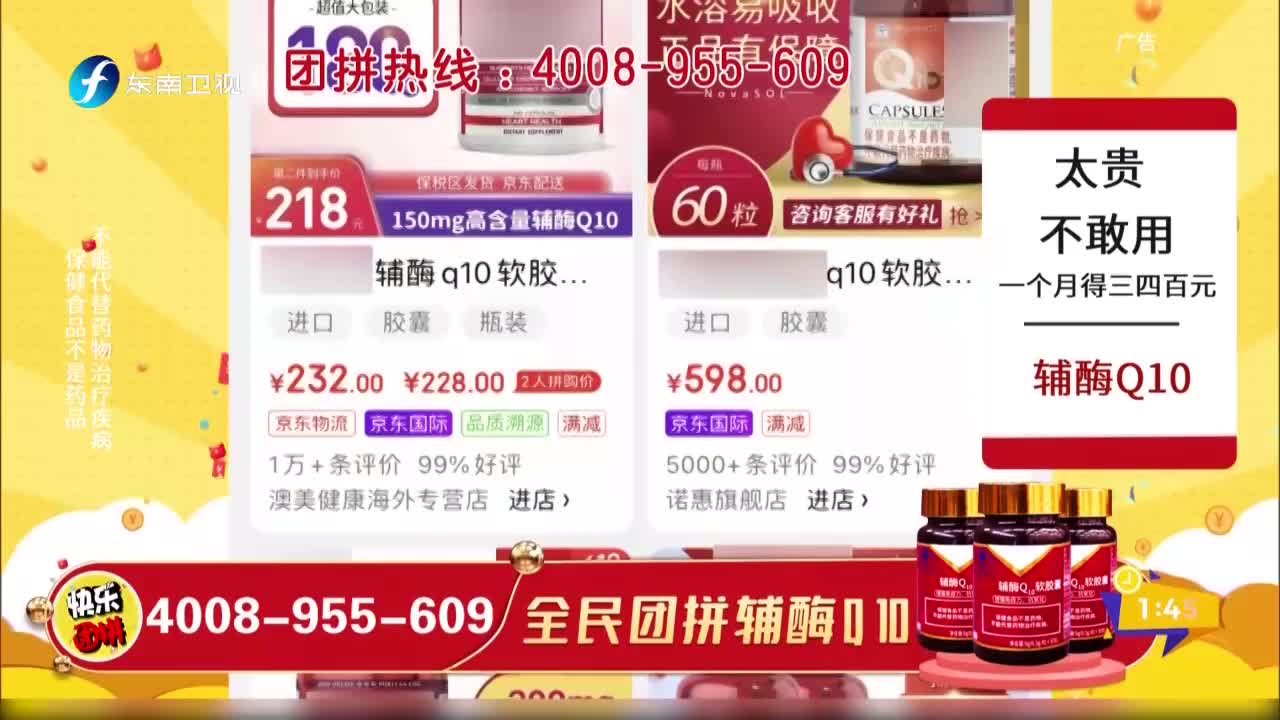 东南卫视
团拼热线：4008-955-609
广告
-超值大包装-
水溶易吸收
正品有保障
NovaSOL
Q10
CAPSULES
HEART HEALTH
DIETARY SUPPLEMENT
第二件到手价
¥218元
保税区发货 京东配送
150mg高含量辅酶Q10
每瓶
60粒
咨询客服有好礼
抢 >
辅酶q10软胶...
进口 胶囊 瓶装
¥232.00 ¥228.00 2人拼购价
京东物流 京东国际 品质溯源 满减
1万+条评价 99%好评
澳美健康海外专营店 进店›
q10软胶...
进口 胶囊
¥598.00
京东国际 满减
5000+条评价 99%好评
诺惠旗舰店 进店›
太贵
不敢用
一个月得三四百元
辅酶Q10
保健食品不是药品
不能代替药物治疗疾病
快乐
团拼
4008-955-609
全民团拼辅酶Q10
辅酶Q10软胶囊
1:45